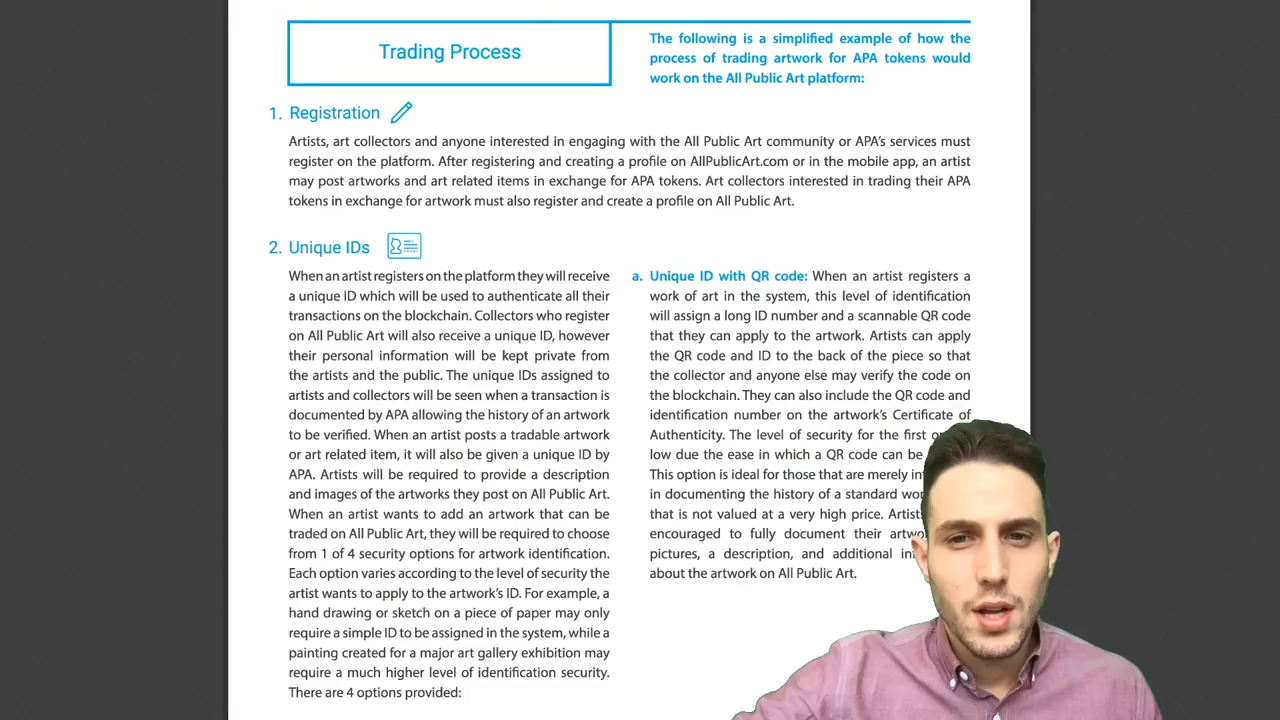 Trading Process
The following is a simplified example of how the
process of trading artwork for APA tokens would
work on the All Public Art platform:
1. Registration
Artists, art collectors and anyone interested in engaging with the All Public Art community or APA's services must
register on the platform. After registering and creating a profile on AllPublicArt.com or in the mobile app, an artist
may post artworks and art related items in exchange for APA tokens. Art collectors interested in trading their APA
tokens in exchange for artwork must also register and create a profile on All Public Art.
2. Unique IDs
When an artist registers on the platform they will receive
a unique ID which will be used to authenticate all their
transactions on the blockchain. Collectors who register
on All Public Art will also receive a unique ID, however
their personal information will be kept private from
the artists and the public. The unique IDs assigned to
artists and collectors will be seen when a transaction is
documented by APA allowing the history of an artwork
to be verified. When an artist posts a tradable artwork
or art related item, it will also be given a unique ID by
APA. Artists will be required to provide a description
and images of the artworks they post on All Public Art.
When an artist wants to add an artwork that can be
traded on All Public Art, they will be required to choose
from 1 of 4 security options for artwork identification.
Each option varies according to the level of security the
artist wants to apply to the artwork's ID. For example, a
hand drawing or sketch on a piece of paper may only
require a simple ID to be assigned in the system, while a
painting created for a major art gallery exhibition may
require a much higher level of identification security.
There are 4 options provided:
a. Unique ID with QR code: When an artist registers a
work of art in the system, this level of identification
will assign a long ID number and a scannable QR code
that they can apply to the artwork. Artists can apply
the QR code and ID to the back of the piece so that
the collector and anyone else may verify the code on
the blockchain. They can also include the QR code and
identification number on the artwork's Certificate of
Authenticity. The level of security for the first
low due the ease in which a QR code can be
This option is ideal for those that are merely
in documenting the history of a standard
that is not valued at a very high price.
encouraged to fully document their
pictures, a description, and additional
about the artwork on All Public Art.